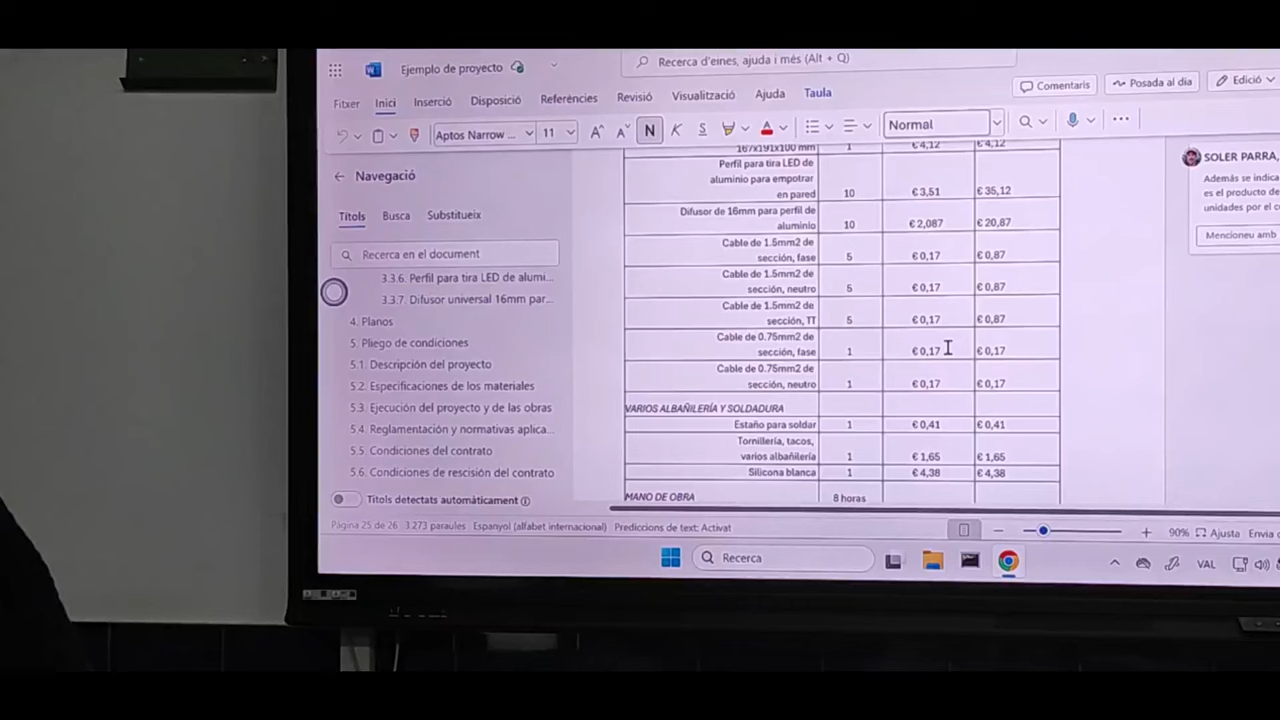 Ejemplo de proyecto
Recerca d'eines, ajuda i més (Alt + Q)
Fitxer Inici Inserció Disposició Referències Revisió Visualització Ajuda Taula
Comentaris Posada al dia Edició
Aptos Narrow ... 11 N K S A Normal
Navegació
Títols Busca Substitueix
Recerca en el document
3.3.6. Perfil para tira LED de alumi...
3.3.7. Difusor universal 16mm par...
4. Planos
5. Pliego de condiciones
5.1. Descripción del proyecto
5.2. Especificaciones de los materiales
5.3. Ejecución del proyecto y de las obras
5.4. Reglamentación y normativas aplica...
5.5. Condiciones del contrato
5.6. Condiciones de rescisión del contrato
Títols detectats automàticament
167x191x100 mm 1 € 4,12 € 4,12
Perfil para tira LED de
aluminio para empotrar
en pared 10 € 3,51 € 35,12
Difusor de 16mm para perfil de
aluminio 10 € 2,087 € 20,87
Cable de 1.5mm2 de
sección, fase 5 € 0,17 € 0,87
Cable de 1.5mm2 de
sección, neutro 5 € 0,17 € 0,87
Cable de 1.5mm2 de
sección, TT 5 € 0,17 € 0,87
Cable de 0.75mm2 de
sección, fase 1 € 0,17 € 0,17
Cable de 0.75mm2 de
sección, neutro 1 € 0,17 € 0,17
VARIOS ALBAÑILERÍA Y SOLDADURA
Estaño para soldar 1 € 0,41 € 0,41
Tornillería, tacos,
varios albañilería 1 € 1,65 € 1,65
Silicona blanca 1 € 4,38 € 4,38
MANO DE OBRA 8 horas
SOLER PARRA,
Además se indica
es el producto de
unidades por el c
Mencioneu amb
Pàgina 25 de 26 3.273 paraules Espanyol (alfabet internacional) Prediccions de text: Activat
90% Ajusta Envia
Recerca
VAL